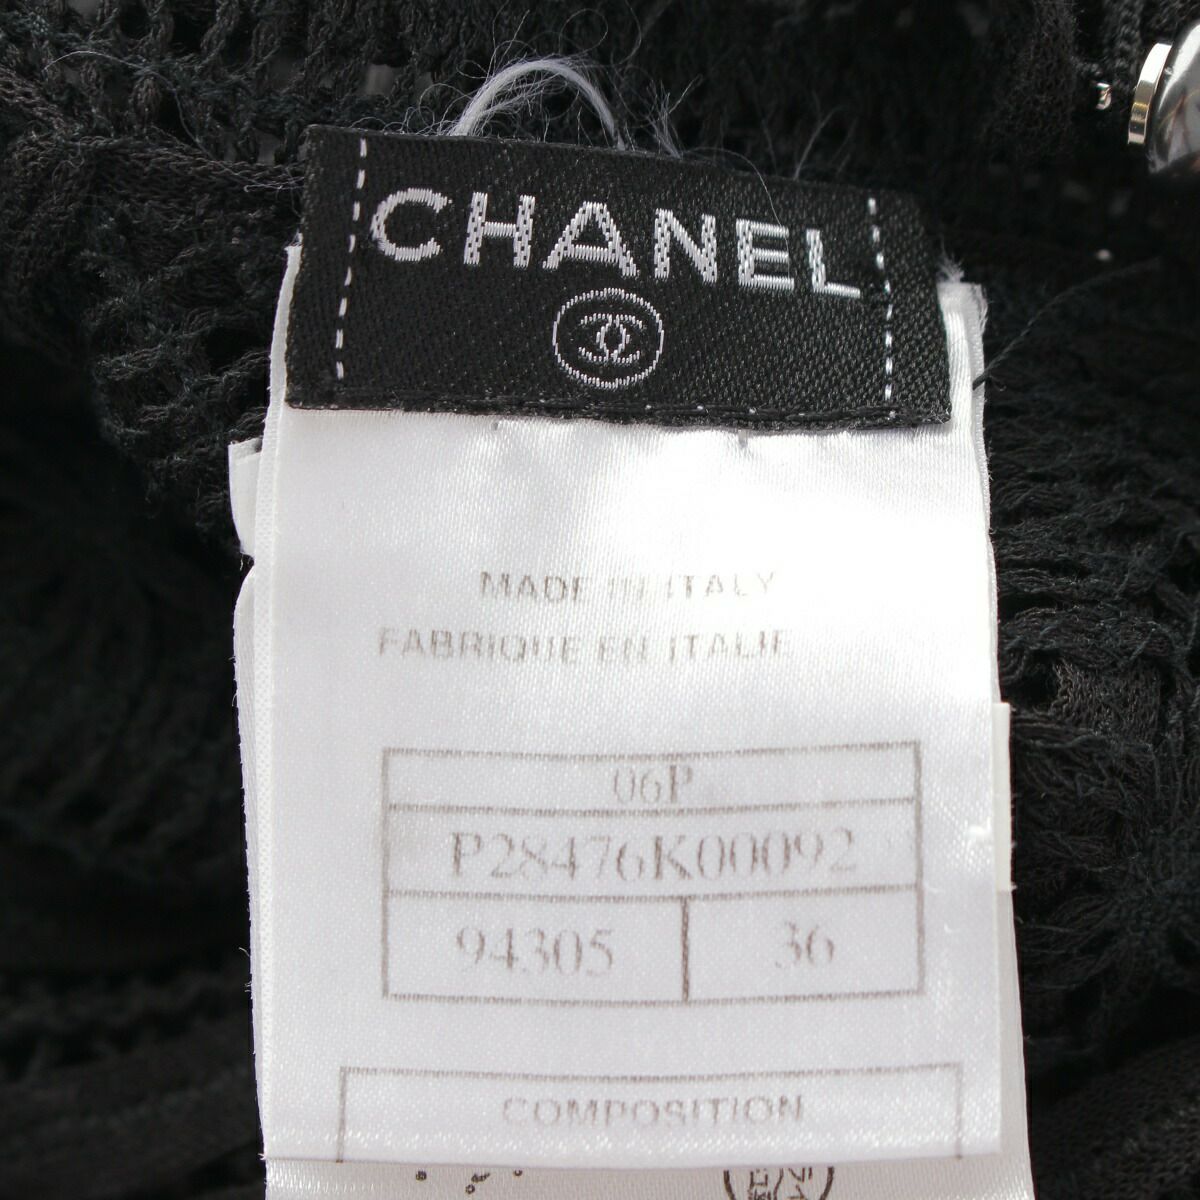 CHANEL
MADE IN ITALY
FABRIQUE EN ITALIE
06P
P28476K00092
94305 36
COMPOSITION